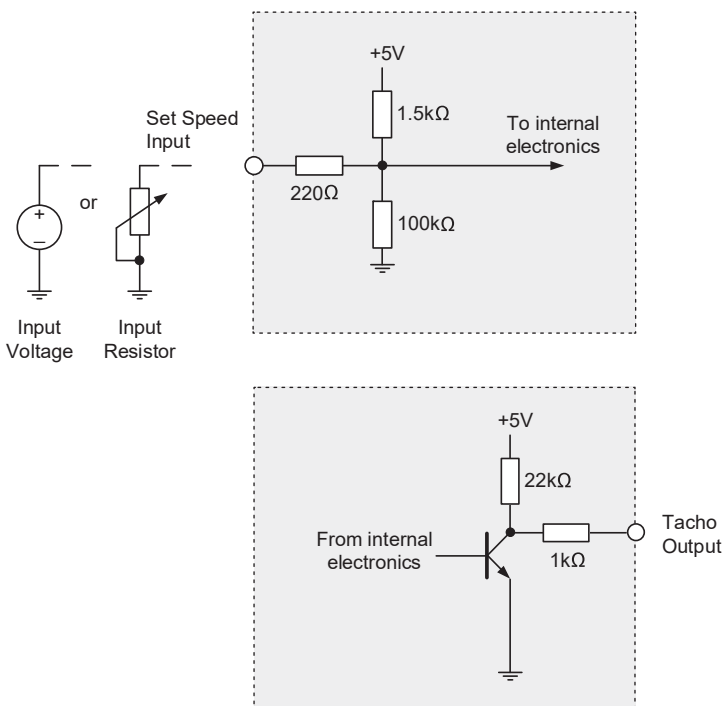 +5V
1.5kΩ
Set Speed
Input
To internal
electronics
or
220Ω
100kΩ
+
−
Input
Voltage
Input
Resistor
+5V
22kΩ
Tacho
Output
From internal
electronics
1kΩ